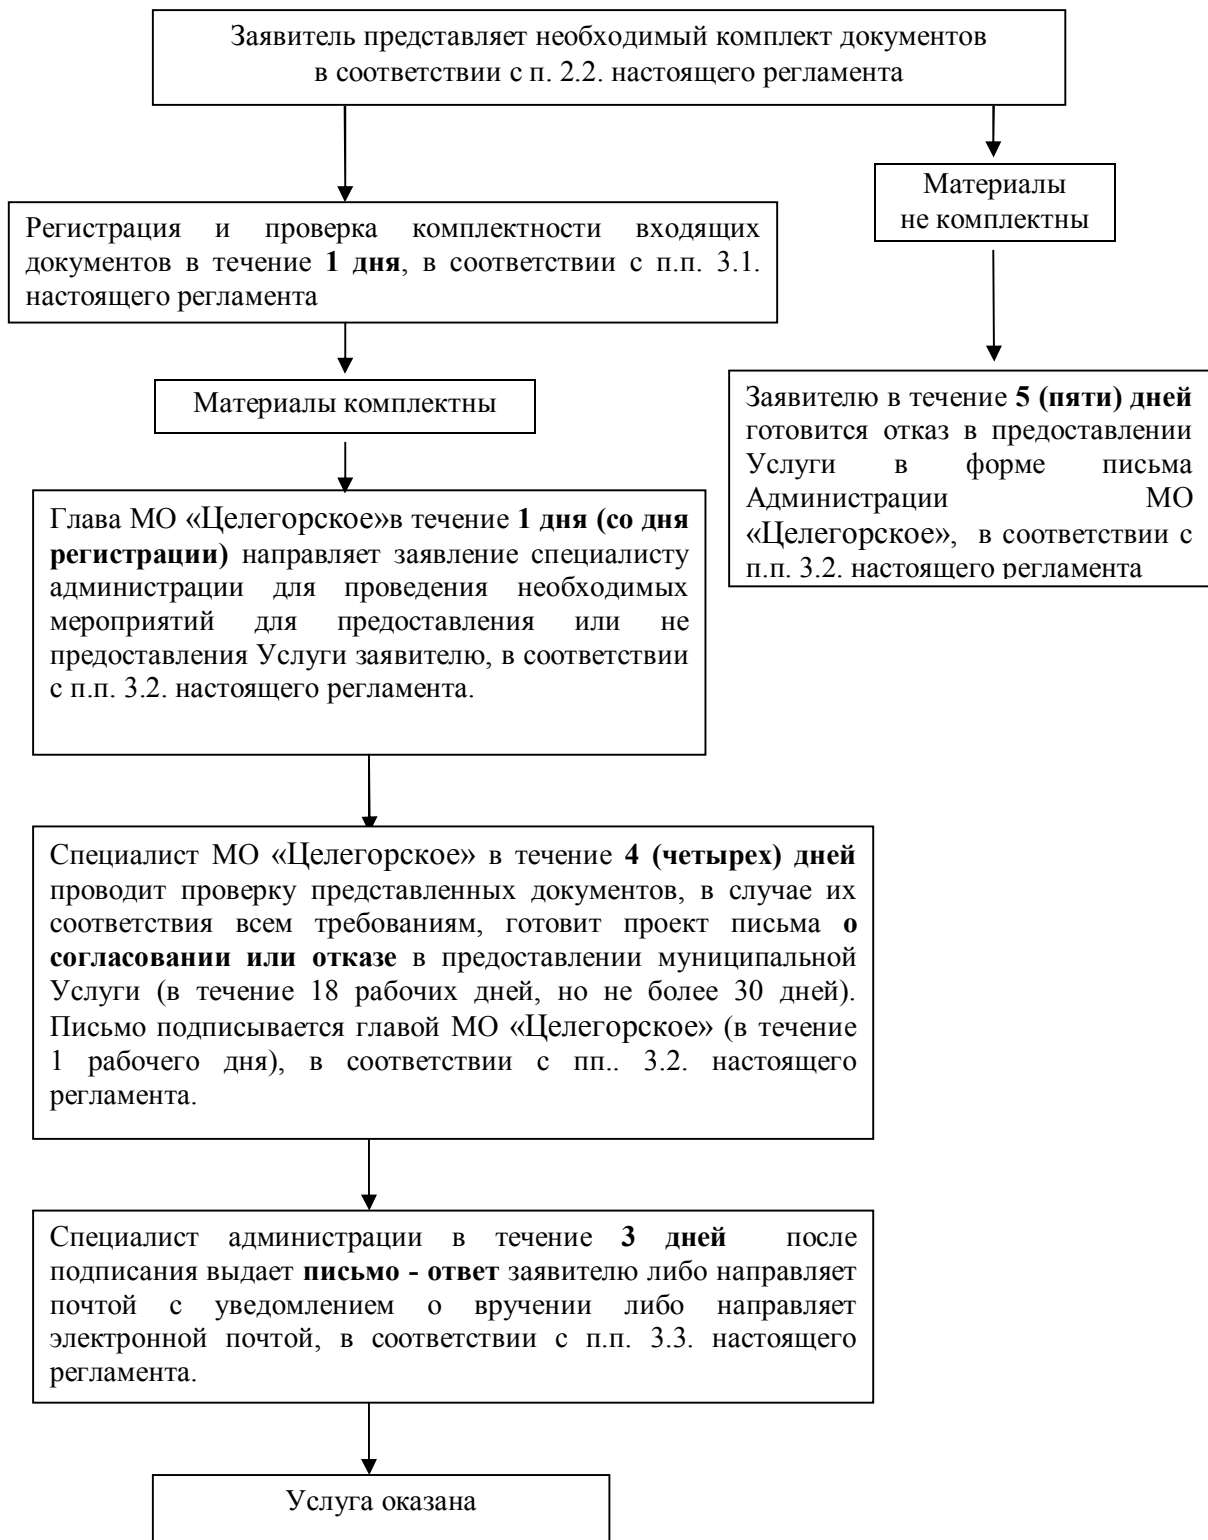 Заявитель представляет необходимый комплект документов
в соответствии с п. 2.2. настоящего регламента
Материалы
не комплектны
Регистрация и проверка комплектности входящих
документов в течение 1 дня, в соответствии с п.п. 3.1.
настоящего регламента
Материалы комплектны
Заявителю в течение 5 (пяти) дней
готовится отказ в предоставлении
Услуги в форме письма
Администрации МО
«Целегорское», в соответствии с
п.п. 3.2. настоящего регламента
Глава МО «Целегорское»в течение 1 дня (со дня
регистрации) направляет заявление специалисту
администрации для проведения необходимых
мероприятий для предоставления или не
предоставления Услуги заявителю, в соответствии
с п.п. 3.2. настоящего регламента.
Специалист МО «Целегорское» в течение 4 (четырех) дней
проводит проверку представленных документов, в случае их
соответствия всем требованиям, готовит проект письма о
согласовании или отказе в предоставлении муниципальной
Услуги (в течение 18 рабочих дней, но не более 30 дней).
Письмо подписывается главой МО «Целегорское» (в течение
1 рабочего дня), в соответствии с пп.. 3.2. настоящего
регламента.
Специалист администрации в течение 3 дней после
подписания выдает письмо - ответ заявителю либо направляет
почтой с уведомлением о вручении либо направляет
электронной почтой, в соответствии с п.п. 3.3. настоящего
регламента.
Услуга оказана